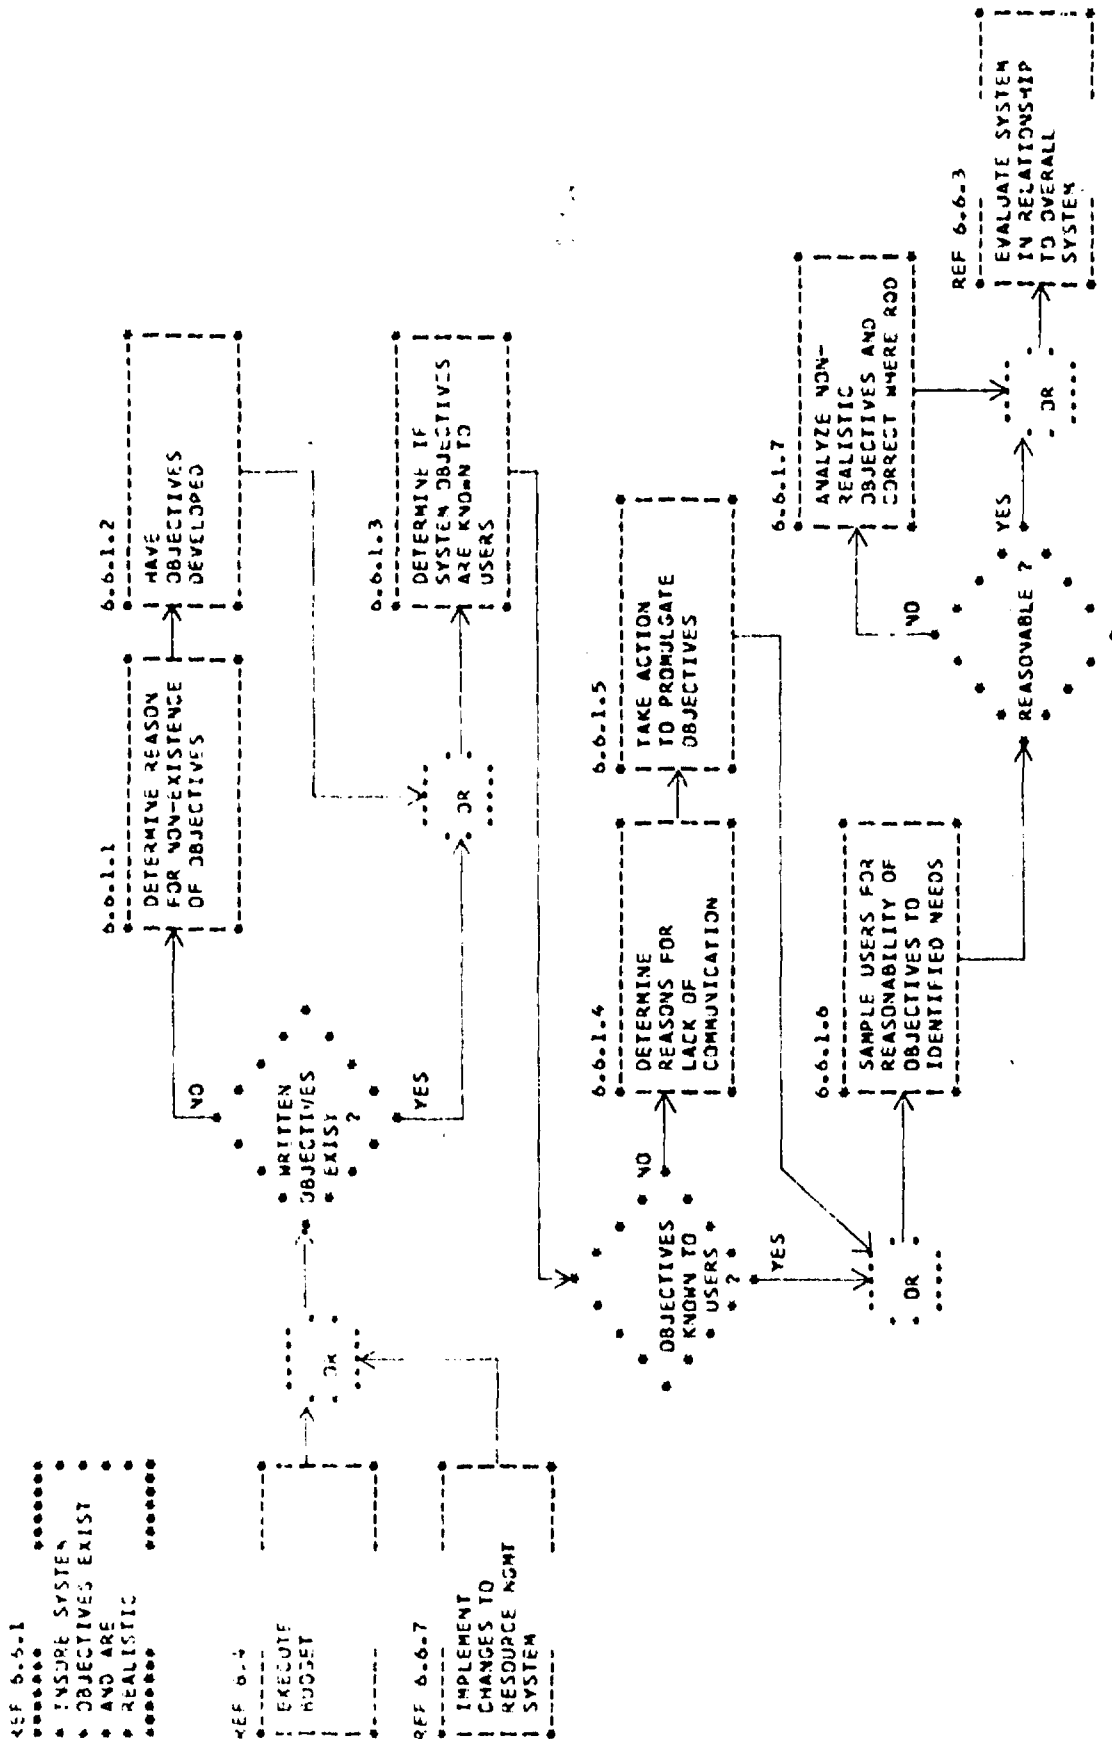 REF 6.6.1
INSURE SYSTEM
OBJECTIVES EXIST
AND ARE
REALISTIC
REF 6.4
EXECUTE
BUDGET
REF 6.6.7
IMPLEMENT
CHANGES TO
RESOURCE MGMT
SYSTEM
OR
WRITTEN
OBJECTIVES
EXIST
?
NO
YES
6.6.1.1
DETERMINE REASON
FOR NON-EXISTENCE
OF OBJECTIVES
6.6.1.2
HAVE
OBJECTIVES
DEVELOPED
OR
6.6.1.3
DETERMINE IF
SYSTEM OBJECTIVES
ARE KNOWN TO
USERS
OBJECTIVES
KNOWN TO
USERS
?
NO
YES
6.6.1.4
DETERMINE
REASONS FOR
LACK OF
COMMUNICATION
6.6.1.5
TAKE ACTION
TO PROMULGATE
OBJECTIVES
OR
6.6.1.6
SAMPLE USERS FOR
REASONABILITY OF
OBJECTIVES TO
IDENTIFIED NEEDS
REASONABLE ?
NO
YES
6.6.1.7
ANALYZE NON-
REALISTIC
OBJECTIVES AND
CORRECT WHERE RQD
OR
REF 6.6.3
EVALUATE SYSTEM
IN RELATIONSHIP
TO OVERALL
SYSTEM